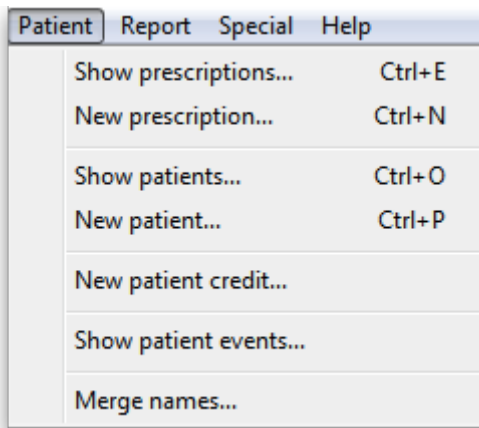 Patient Report Special Help
Show prescriptions... Ctrl+E
New prescription... Ctrl+N
Show patients... Ctrl+O
New patient... Ctrl+P
New patient credit...
Show patient events...
Merge names...